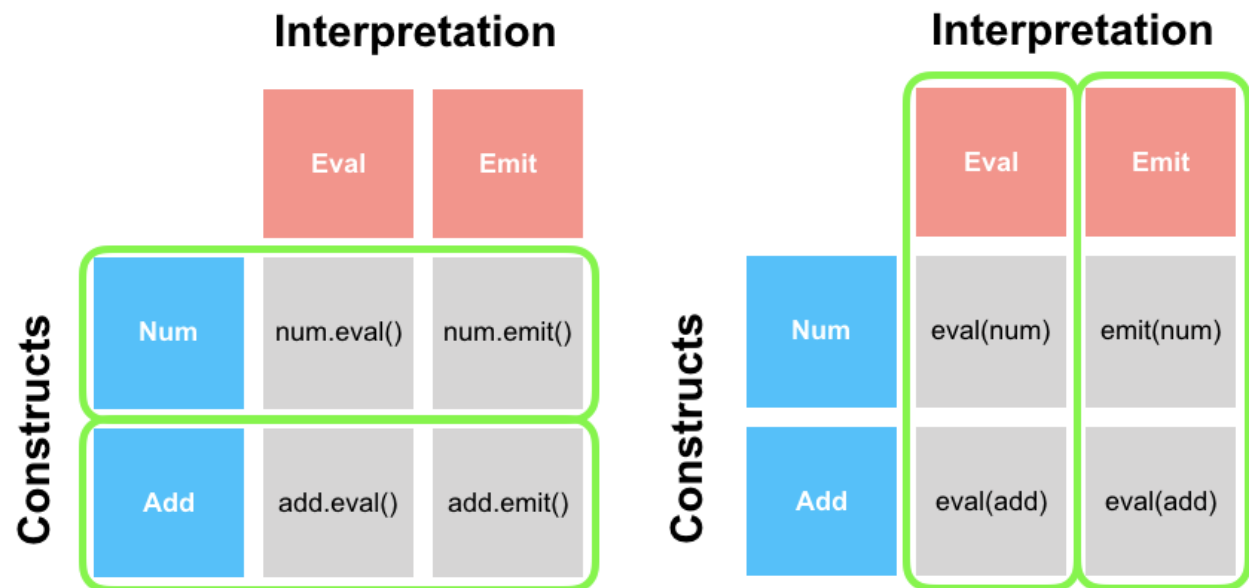 Interpretation
Eval Emit
Constructs
Num num.eval() num.emit()
Add add.eval() add.emit()
Interpretation
Eval Emit
Constructs
Num eval(num) emit(num)
Add eval(add) eval(add)